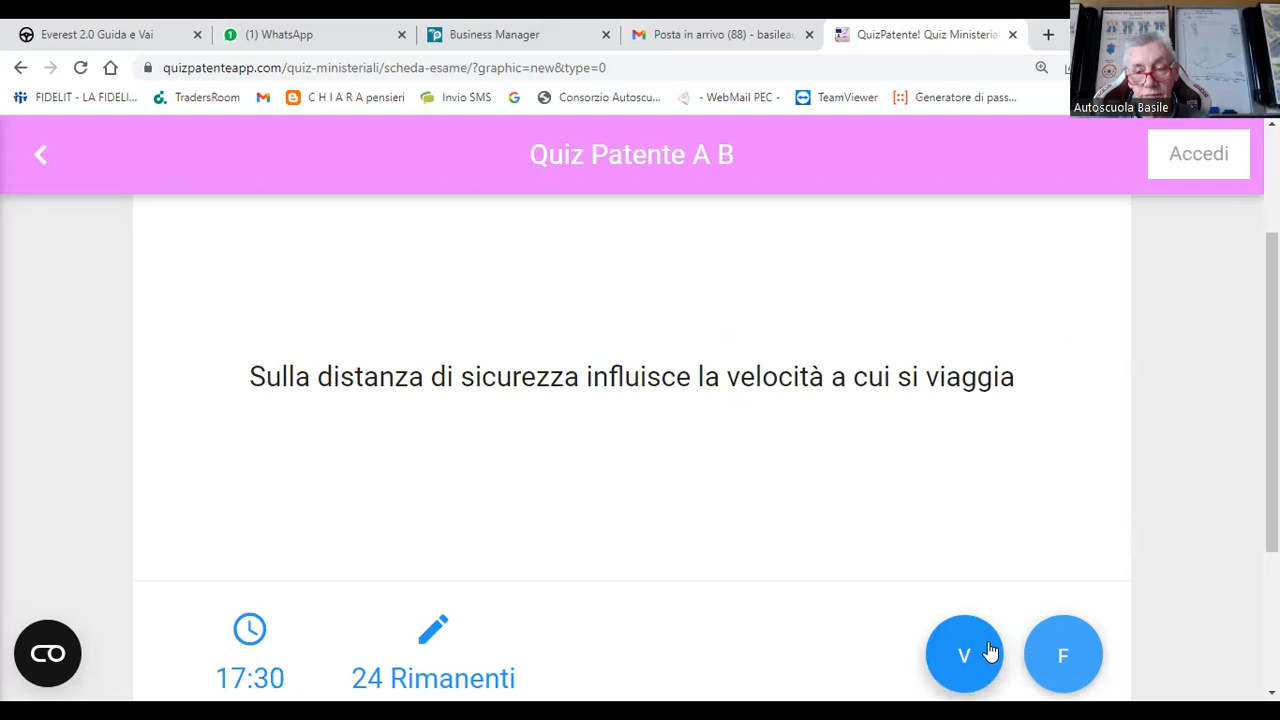 Everest 2.0 Guida e Vai
(1) WhatsApp
Business Manager
Posta in arrivo (88) - basileau
QuizPatente! Quiz Ministeria
quizpatenteapp.com/quiz-ministeriali/scheda-esame/?graphic=new&type=0
FIDELIT - LA FIDELI...
TradersRoom
C H I A R A pensieri
Invio SMS
Consorzio Autoscu...
- WebMail PEC -
TeamViewer
Generatore di pass...
Autoscuola Basile
Quiz Patente A B
Accedi
Sulla distanza di sicurezza influisce la velocità a cui si viaggia
17:30
24 Rimanenti
V
F